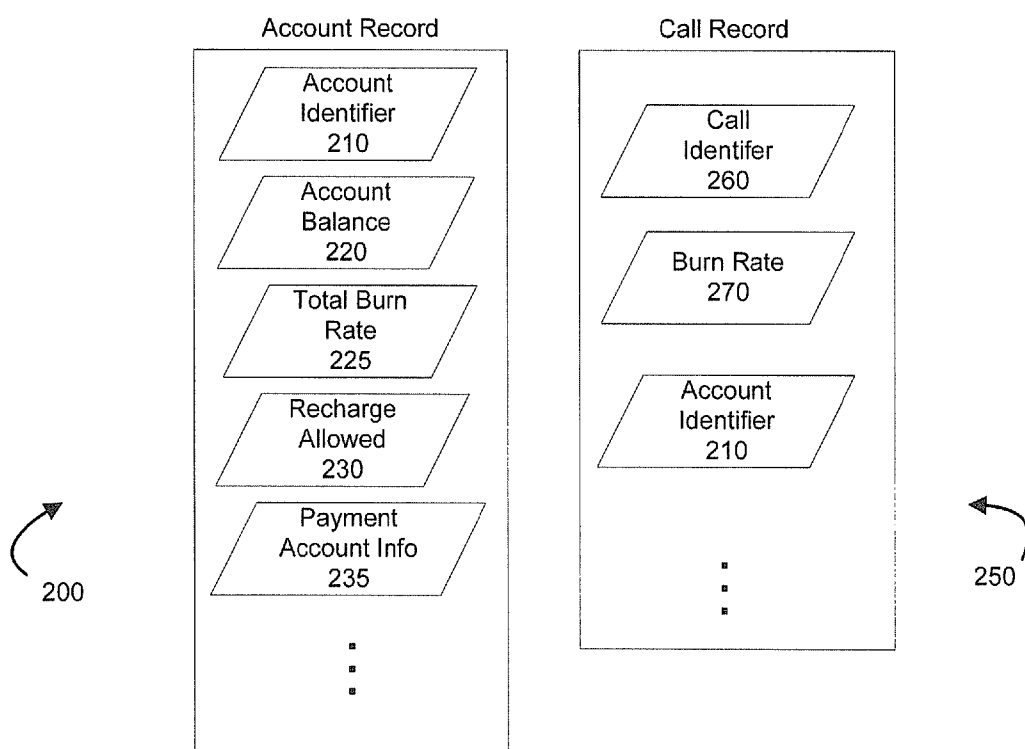 Account Record
Account
Identifier
210
Account
Balance
220
Total Burn
Rate
225
Recharge
Allowed
230
Payment
Account Info
235
200
Call Record
Call
Identifer
260
Burn Rate
270
Account
Identifier
210
250